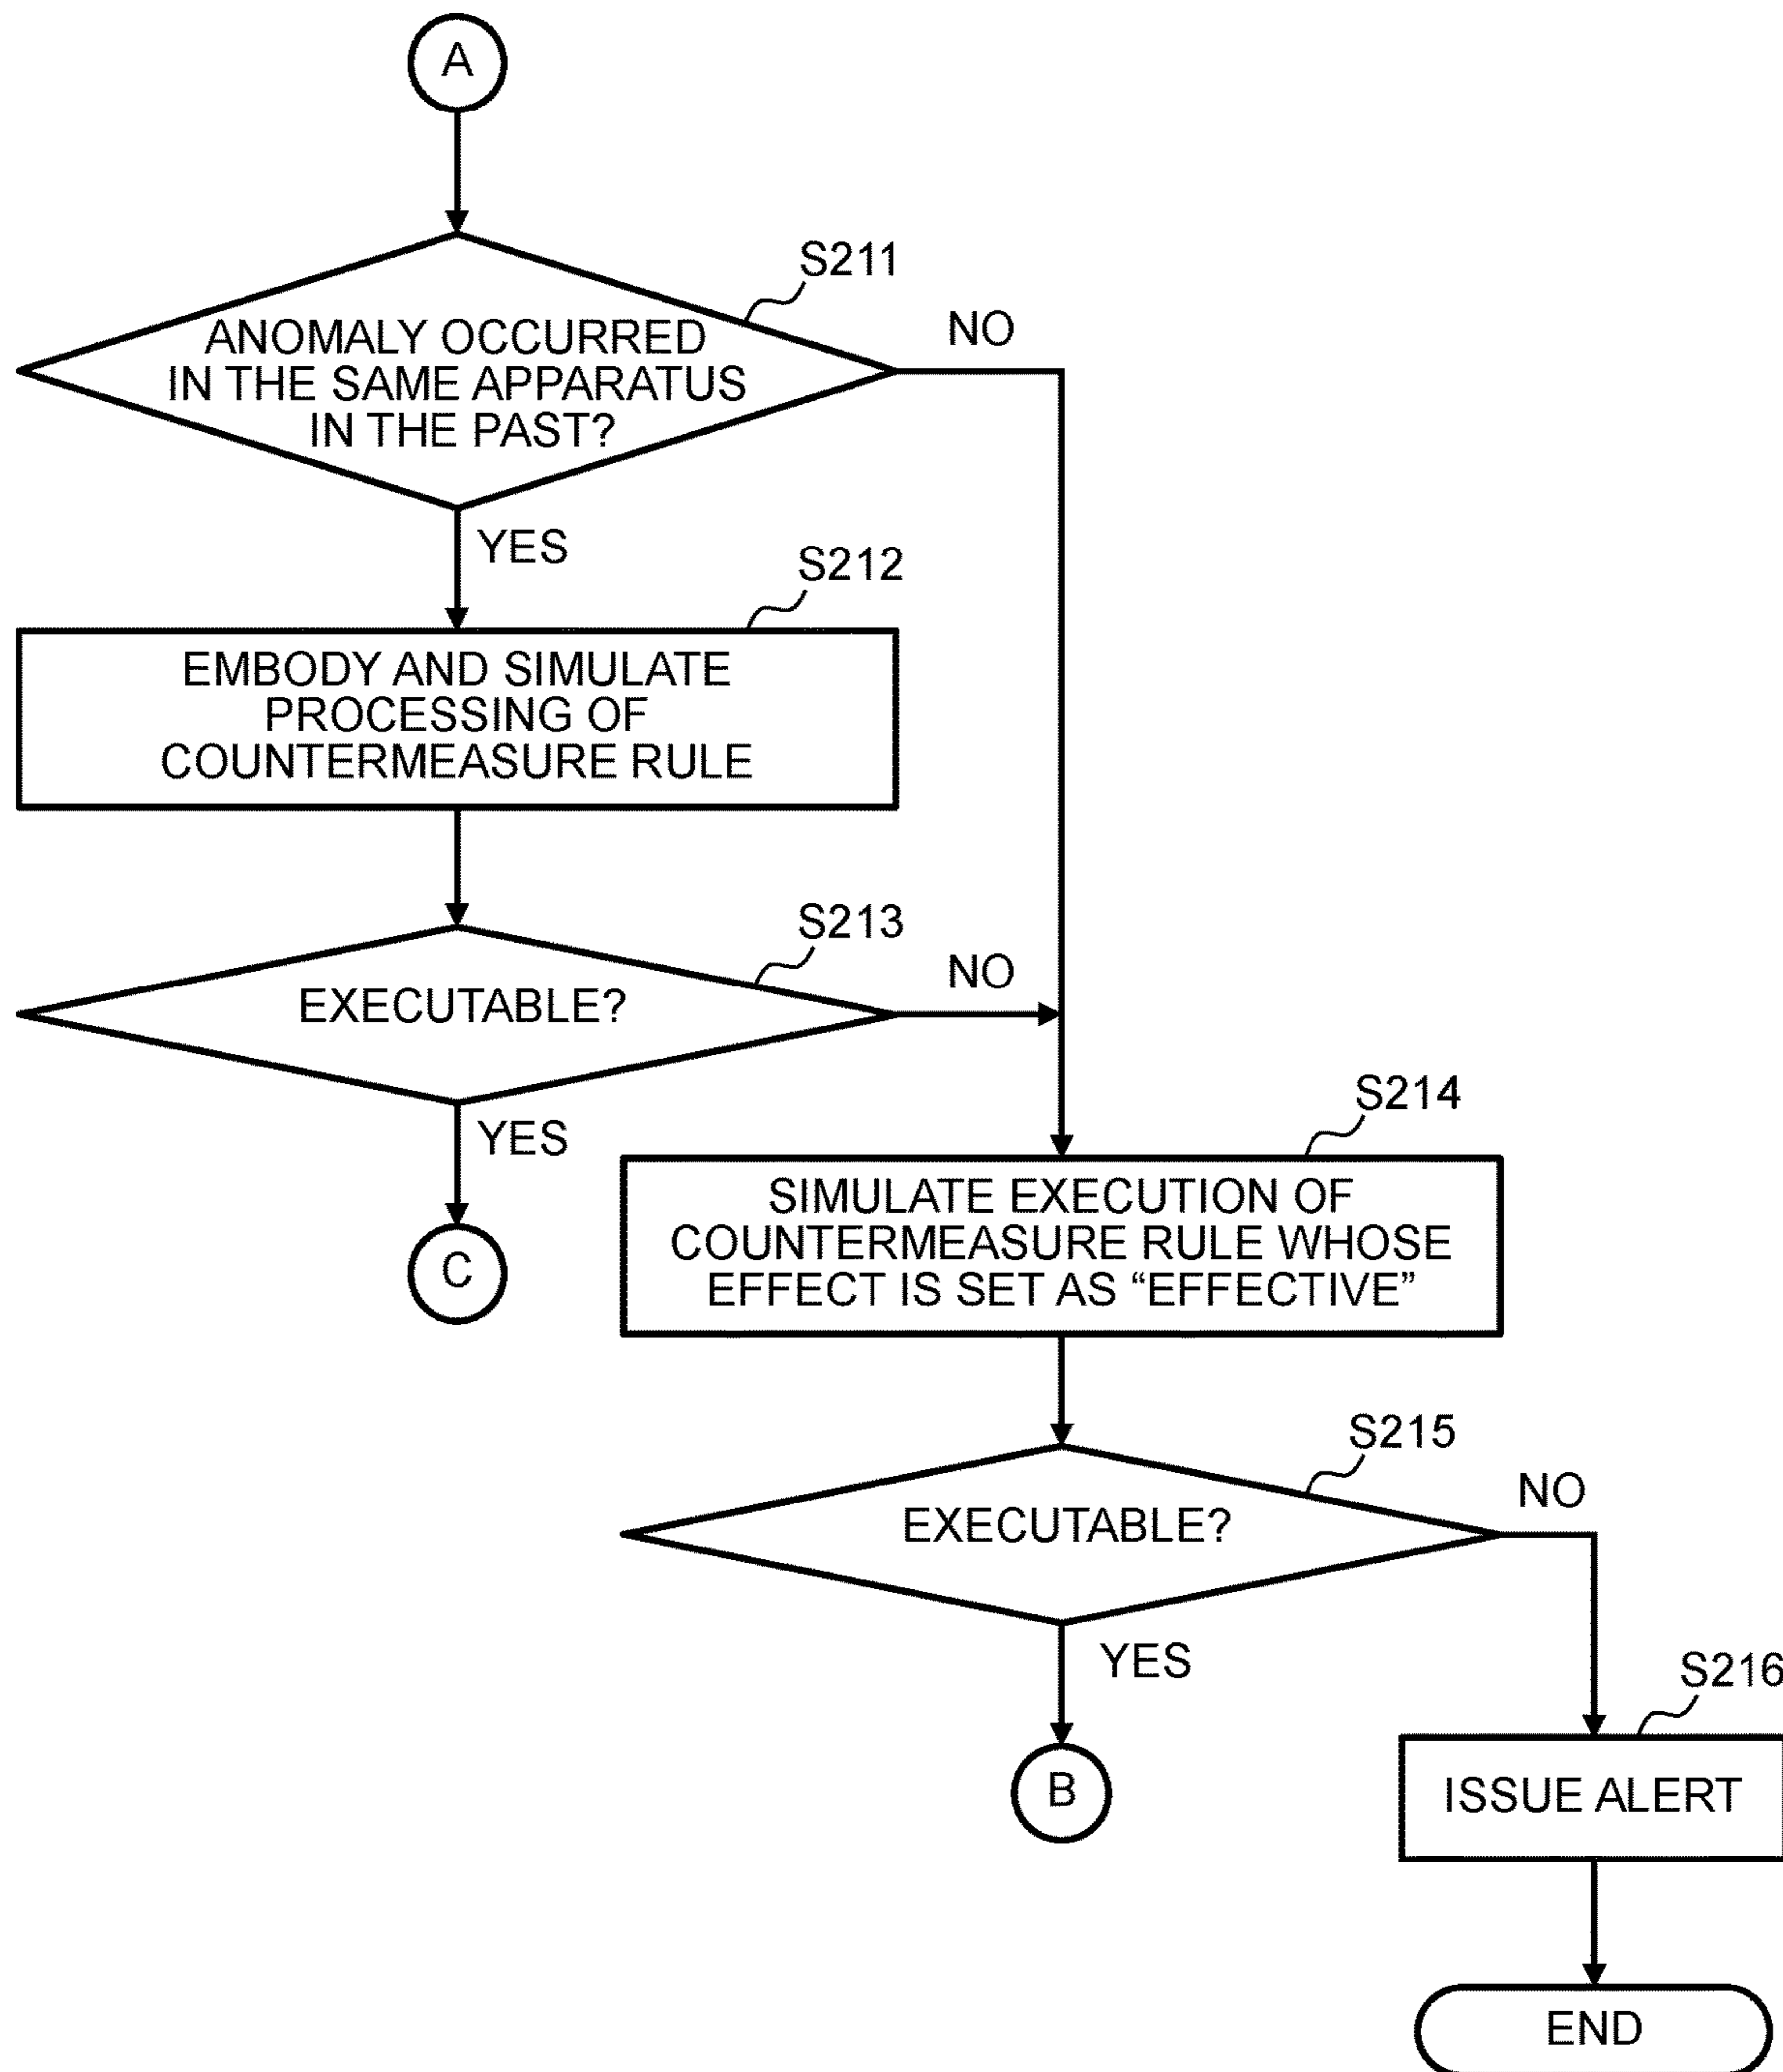 A
S211
ANOMALY OCCURRED
IN THE SAME APPARATUS
IN THE PAST?
NO
YES
S212
EMBODY AND SIMULATE
PROCESSING OF
COUNTERMEASURE RULE
S213
EXECUTABLE?
NO
YES
C
S214
SIMULATE EXECUTION OF
COUNTERMEASURE RULE WHOSE
EFFECT IS SET AS “EFFECTIVE”
S215
EXECUTABLE?
NO
YES
B
S216
ISSUE ALERT
END